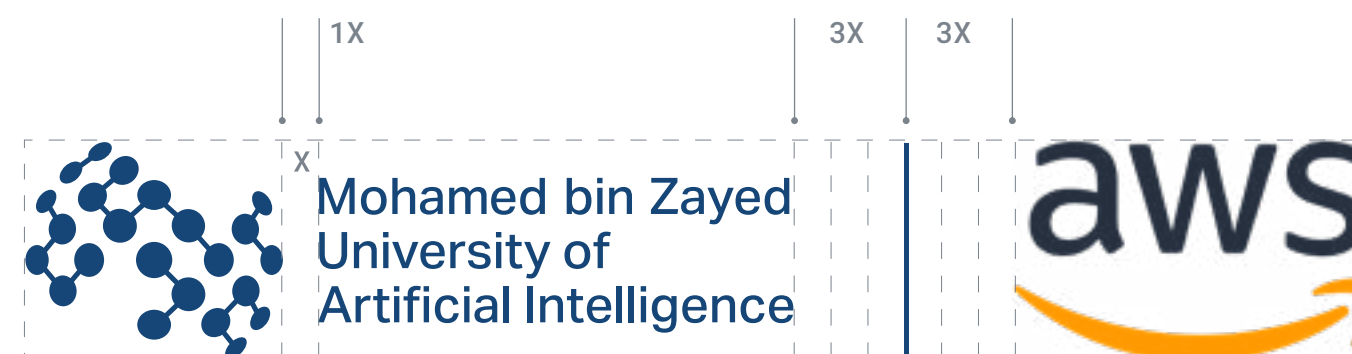 1X
3X
3X
X
Mohamed bin Zayed
University of
Artificial Intelligence
aws